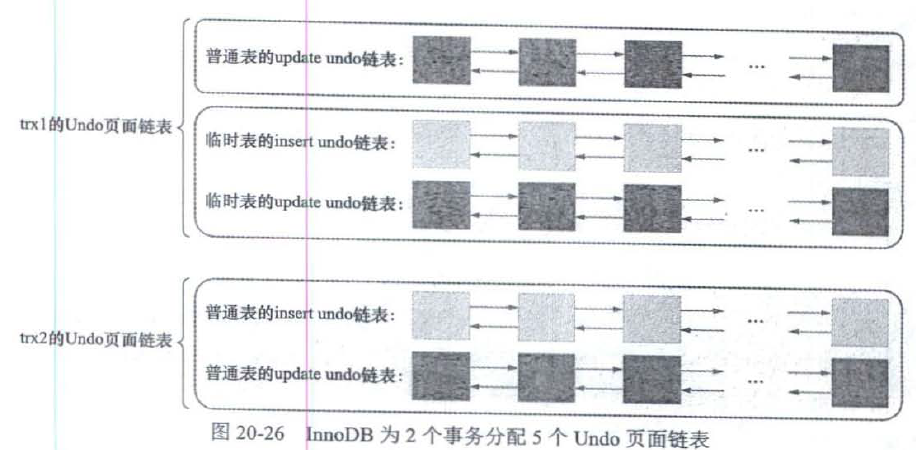 普通表的update undo链表:
trx1的Undo页面链表
临时表的insert undo链表:
临时表的update undo链表:
普通表的insert undo链表:
trx2的Undo页面链表
普通表的update undo链表:
图 20-26 InnoDB 为 2 个事务分配 5 个 Undo 页面链表